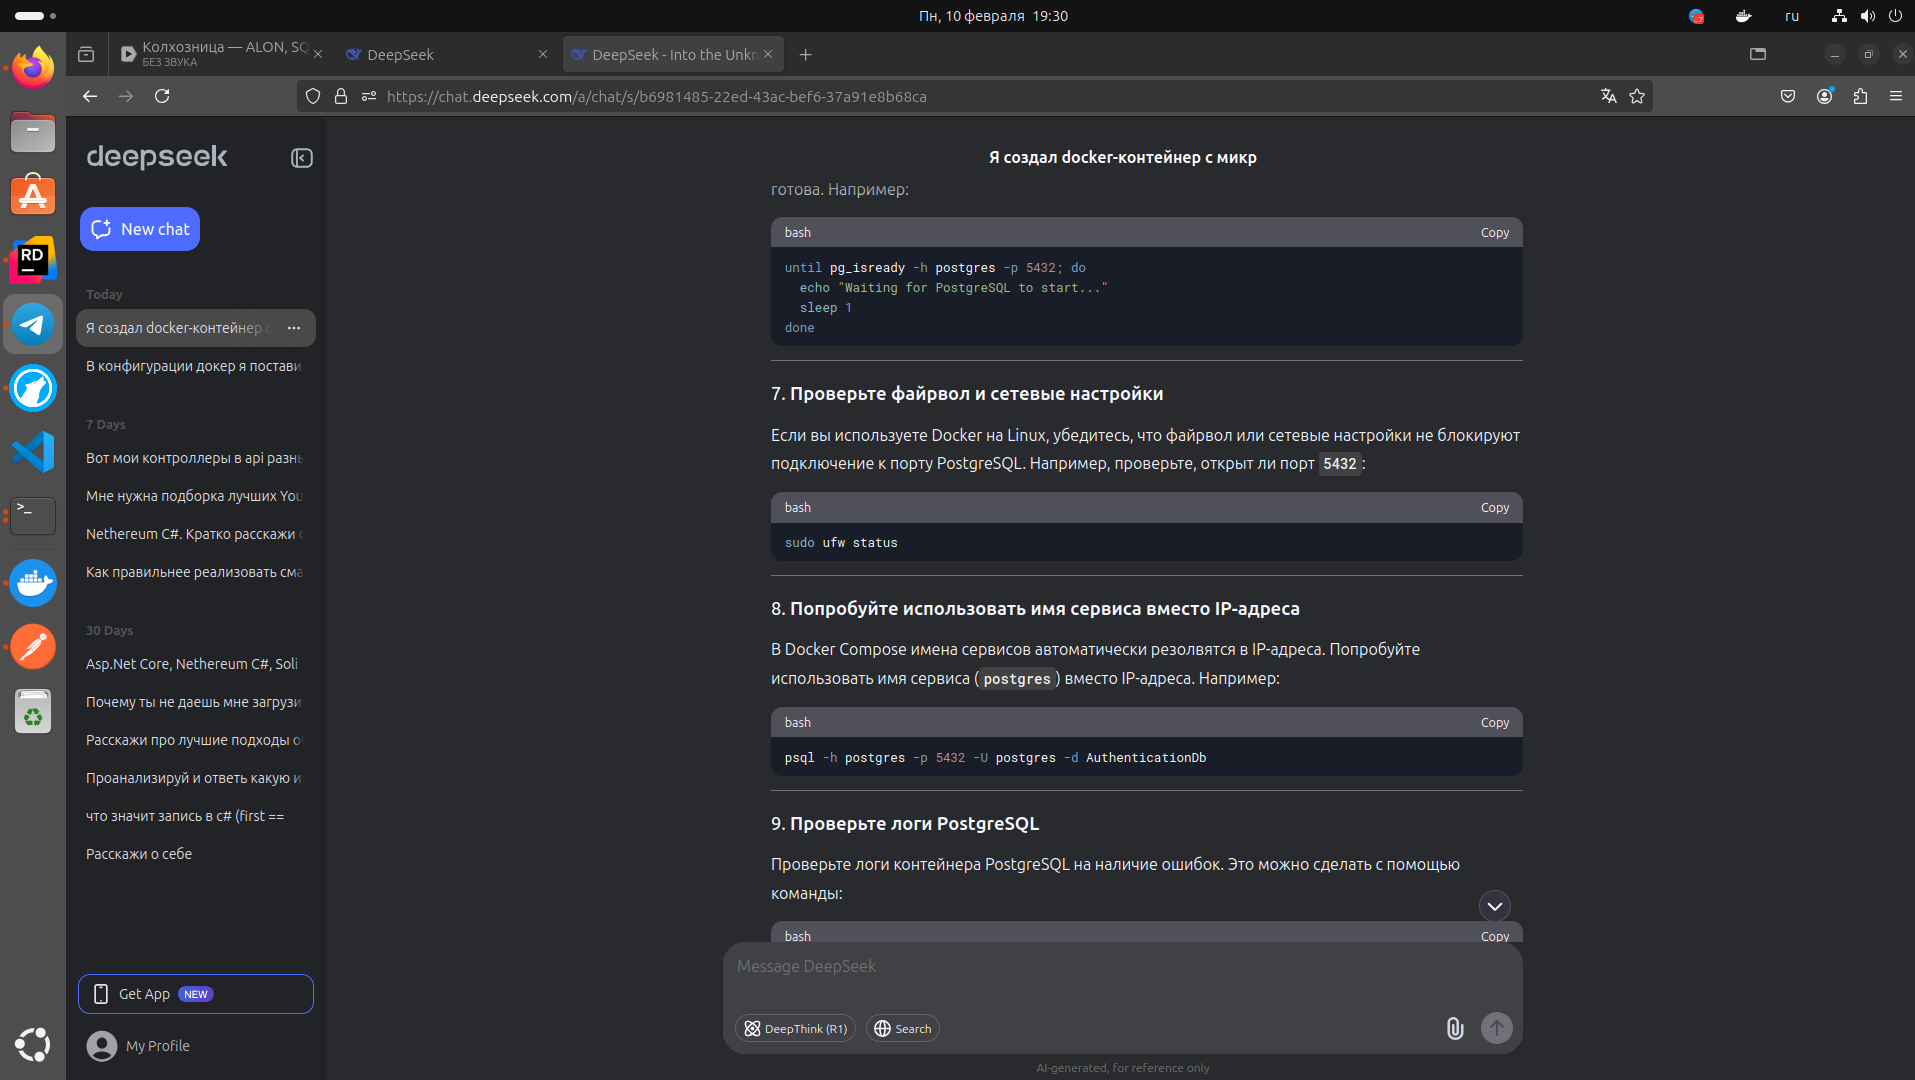 Пн, 10 февраля 19:30
ru
Колхозница — ALON, SQ
БЕЗ ЗВУКА
DeepSeek
DeepSeek - Into the Unkn
https://chat.deepseek.com/a/chat/s/b6981485-22ed-43ac-bef6-37a91e8b68ca
deepseek
New chat
Today
Я создал docker-контейнер с
В конфигурации докер я постави
7 Days
Вот мои контроллеры в api разнь
Мне нужна подборка лучших You
Nethereum C#. Кратко расскажи о
Как правильнее реализовать сма
30 Days
Asp.Net Core, Nethereum C#, Soli
Почему ты не даешь мне загрузи
Расскажи про лучшие подходы о
Проанализируй и ответь какую и
что значит запись в c# (first ==
Расскажи о себе
Get App NEW
My Profile
Я создал docker-контейнер с микр
готова. Например:
bash
Copy
until pg_isready -h postgres -p 5432; do
echo "Waiting for PostgreSQL to start..."
sleep 1
done
7. Проверьте файрвол и сетевые настройки
Если вы используете Docker на Linux, убедитесь, что файрвол или сетевые настройки не блокируют
подключение к порту PostgreSQL. Например, проверьте, открыт ли порт 5432:
bash
Copy
sudo ufw status
8. Попробуйте использовать имя сервиса вместо IP-адреса
В Docker Compose имена сервисов автоматически резолвятся в IP-адреса. Попробуйте
использовать имя сервиса (postgres) вместо IP-адреса. Например:
bash
Copy
psql -h postgres -p 5432 -U postgres -d AuthenticationDb
9. Проверьте логи PostgreSQL
Проверьте логи контейнера PostgreSQL на наличие ошибок. Это можно сделать с помощью
команды:
bash
Copy
Message DeepSeek
DeepThink (R1)
Search
AI-generated, for reference only
RD